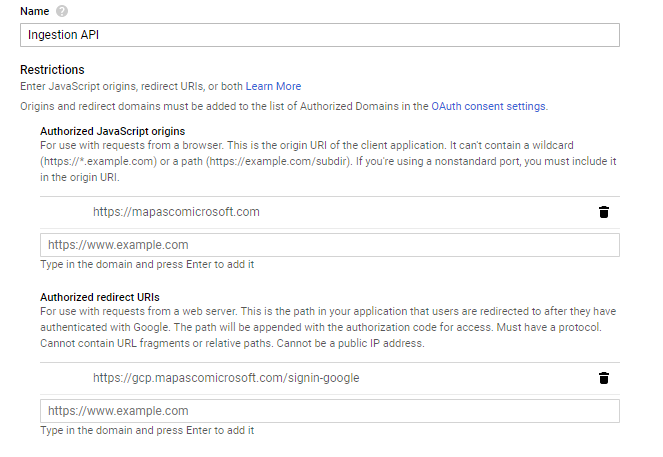 Name
Ingestion API
Restrictions
Enter JavaScript origins, redirect URIs, or both Learn More
Origins and redirect domains must be added to the list of Authorized Domains in the OAuth consent settings.
Authorized JavaScript origins
For use with requests from a browser. This is the origin URI of the client application. It can't contain a wildcard
(https://*.example.com) or a path (https://example.com/subdir). If you're using a nonstandard port, you must include it
in the origin URI.
https://mapascomicrosoft.com
https://www.example.com
Type in the domain and press Enter to add it
Authorized redirect URIs
For use with requests from a web server. This is the path in your application that users are redirected to after they have
authenticated with Google. The path will be appended with the authorization code for access. Must have a protocol.
Cannot contain URL fragments or relative paths. Cannot be a public IP address.
https://gcp.mapascomicrosoft.com/signin-google
https://www.example.com
Type in the domain and press Enter to add it